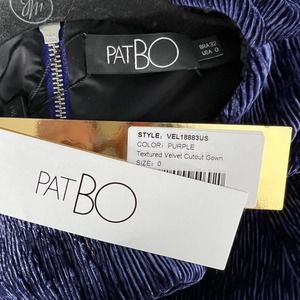 PATBO
BRA 32
USA 0
STYLE: VEL18883US
COLOR: PURPLE
Textured Velvet Cutout Gown
SIZE: 0
PATBO